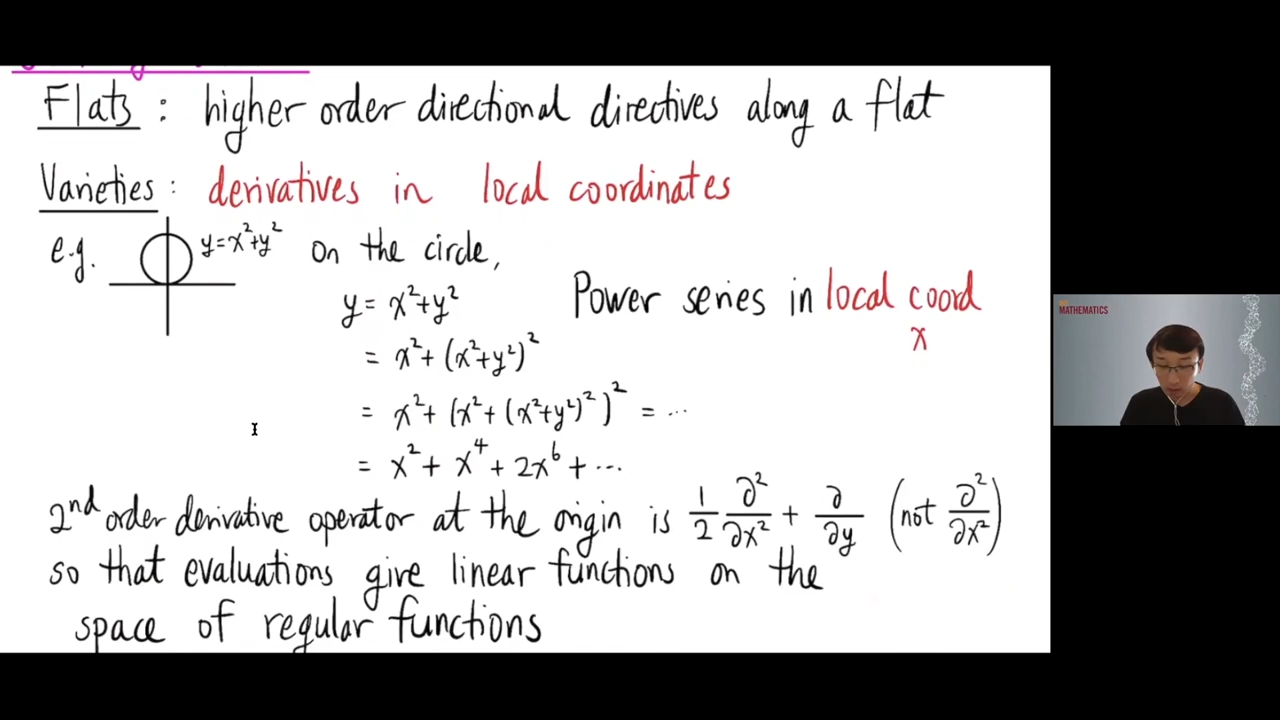 Flats : higher order directional directives along a flat
Varieties : derivatives in local coordinates
e.g. y=x²+y² on the circle,
y = x²+y²
Power series in local coord
x
= x²+(x²+y²)²
= x²+(x²+(x²+y²)²)² = ...
= x²+x⁴+2x⁶+...
2nd order derivative operator at the origin is 1/2 ∂²/∂x² + ∂/∂y (not ∂²/∂x²)
so that evaluations give linear functions on the
space of regular functions
MATHEMATICS